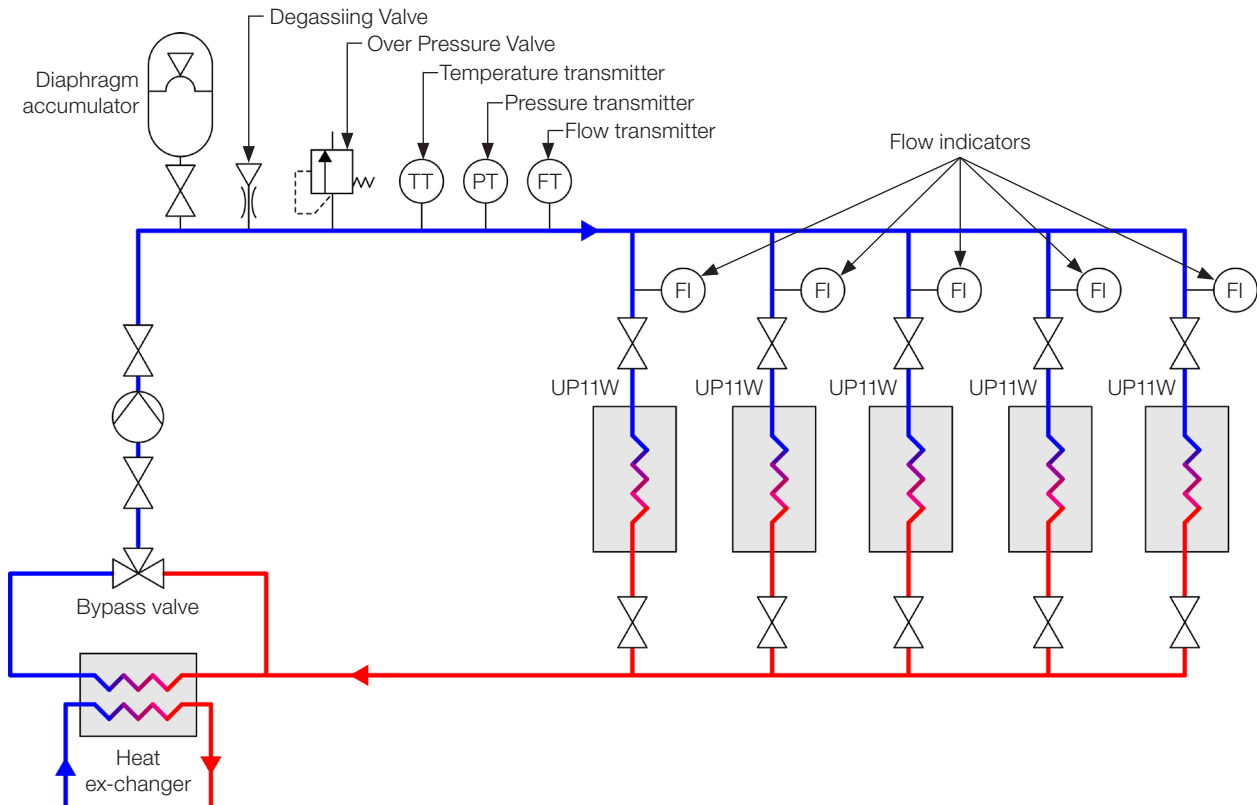 Degassiing Valve
Over Pressure Valve
Diaphragm
accumulator
Temperature transmitter
Pressure transmitter
Flow transmitter
Flow indicators
TT
PT
FT
FI
FI
FI
FI
FI
UP11W
UP11W
UP11W
UP11W
UP11W
Bypass valve
Heat
ex-changer